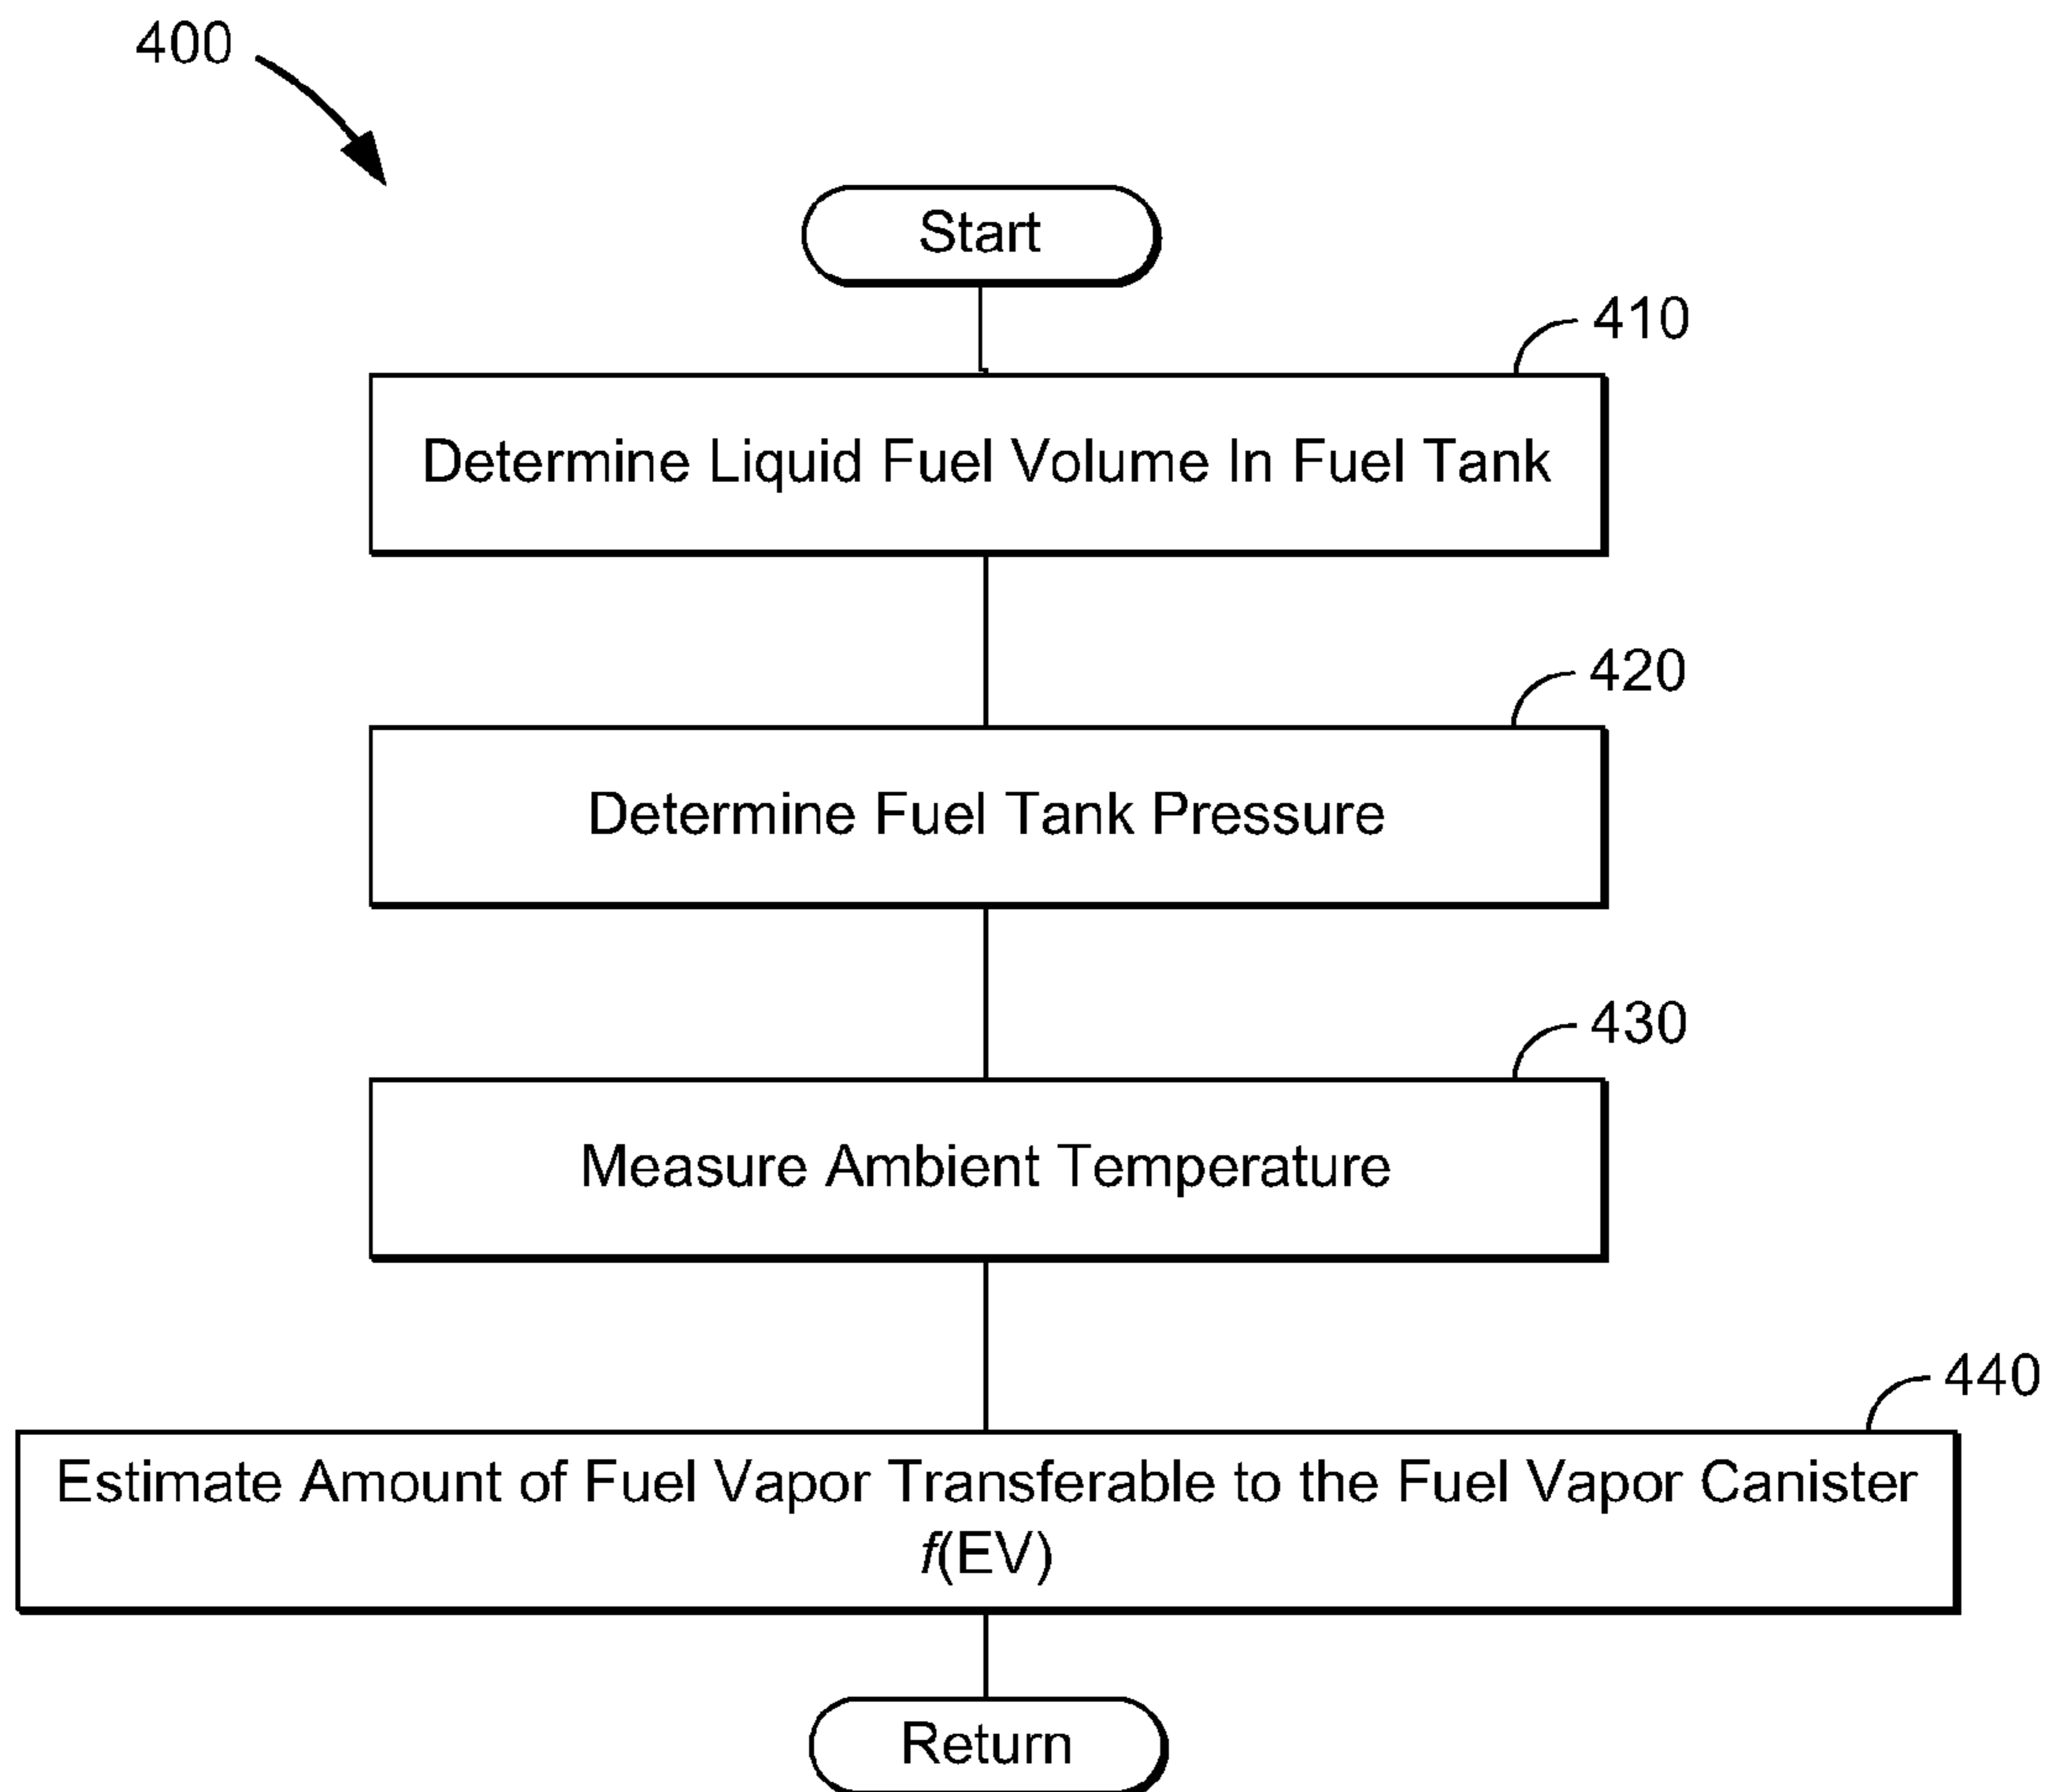 400
Start
410
Determine Liquid Fuel Volume In Fuel Tank
420
Determine Fuel Tank Pressure
430
Measure Ambient Temperature
440
Estimate Amount of Fuel Vapor Transferable to the Fuel Vapor Canister
f(EV)
Return